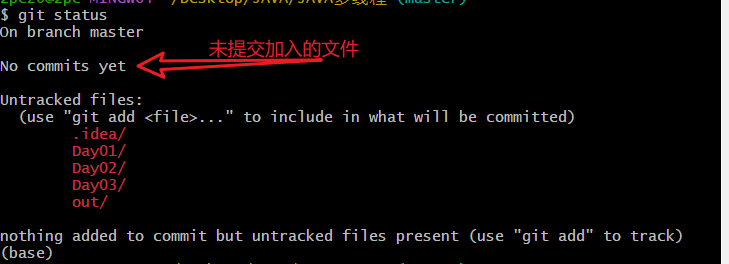 /Desktop/JAVA/JAVA多线程 (master)
$ git status
On branch master
未提交加入的文件
No commits yet
Untracked files:
(use "git add <file>..." to include in what will be committed)
.idea/
Day01/
Day02/
Day03/
out/
nothing added to commit but untracked files present (use "git add" to track)
(base)